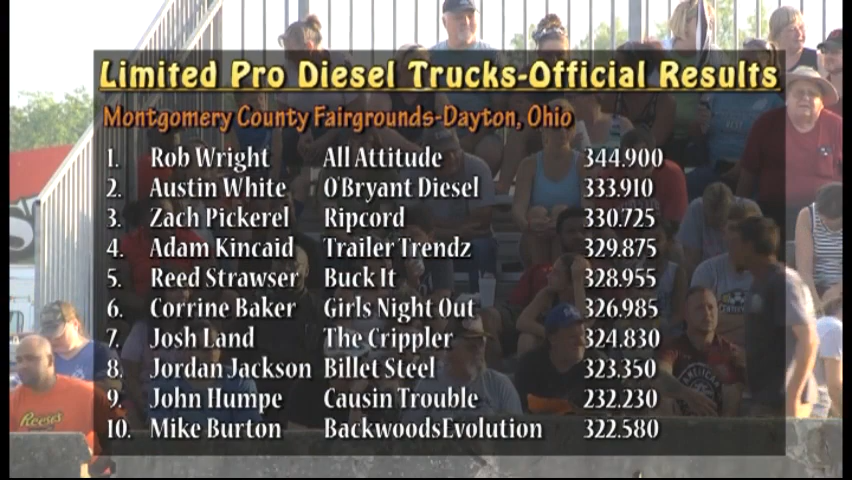 Limited Pro Diesel Trucks-Official Results
Montgomery County Fairgrounds-Dayton, Ohio
1. Rob Wright All Attitude 344.900
2. Austin White O'Bryant Diesel 333.910
3. Zach Pickerel Ripcord 330.725
4. Adam Kincaid Trailer Trendz 329.875
5. Reed Strawser Buck It 328.955
6. Corrine Baker Girls Night Out 326.985
7. Josh Land The Crippler 324.830
8. Jordan Jackson Billet Steel 323.350
9. John Humpe Causin Trouble 232.230
10. Mike Burton BackwoodsEvolution 322.580
Reese's